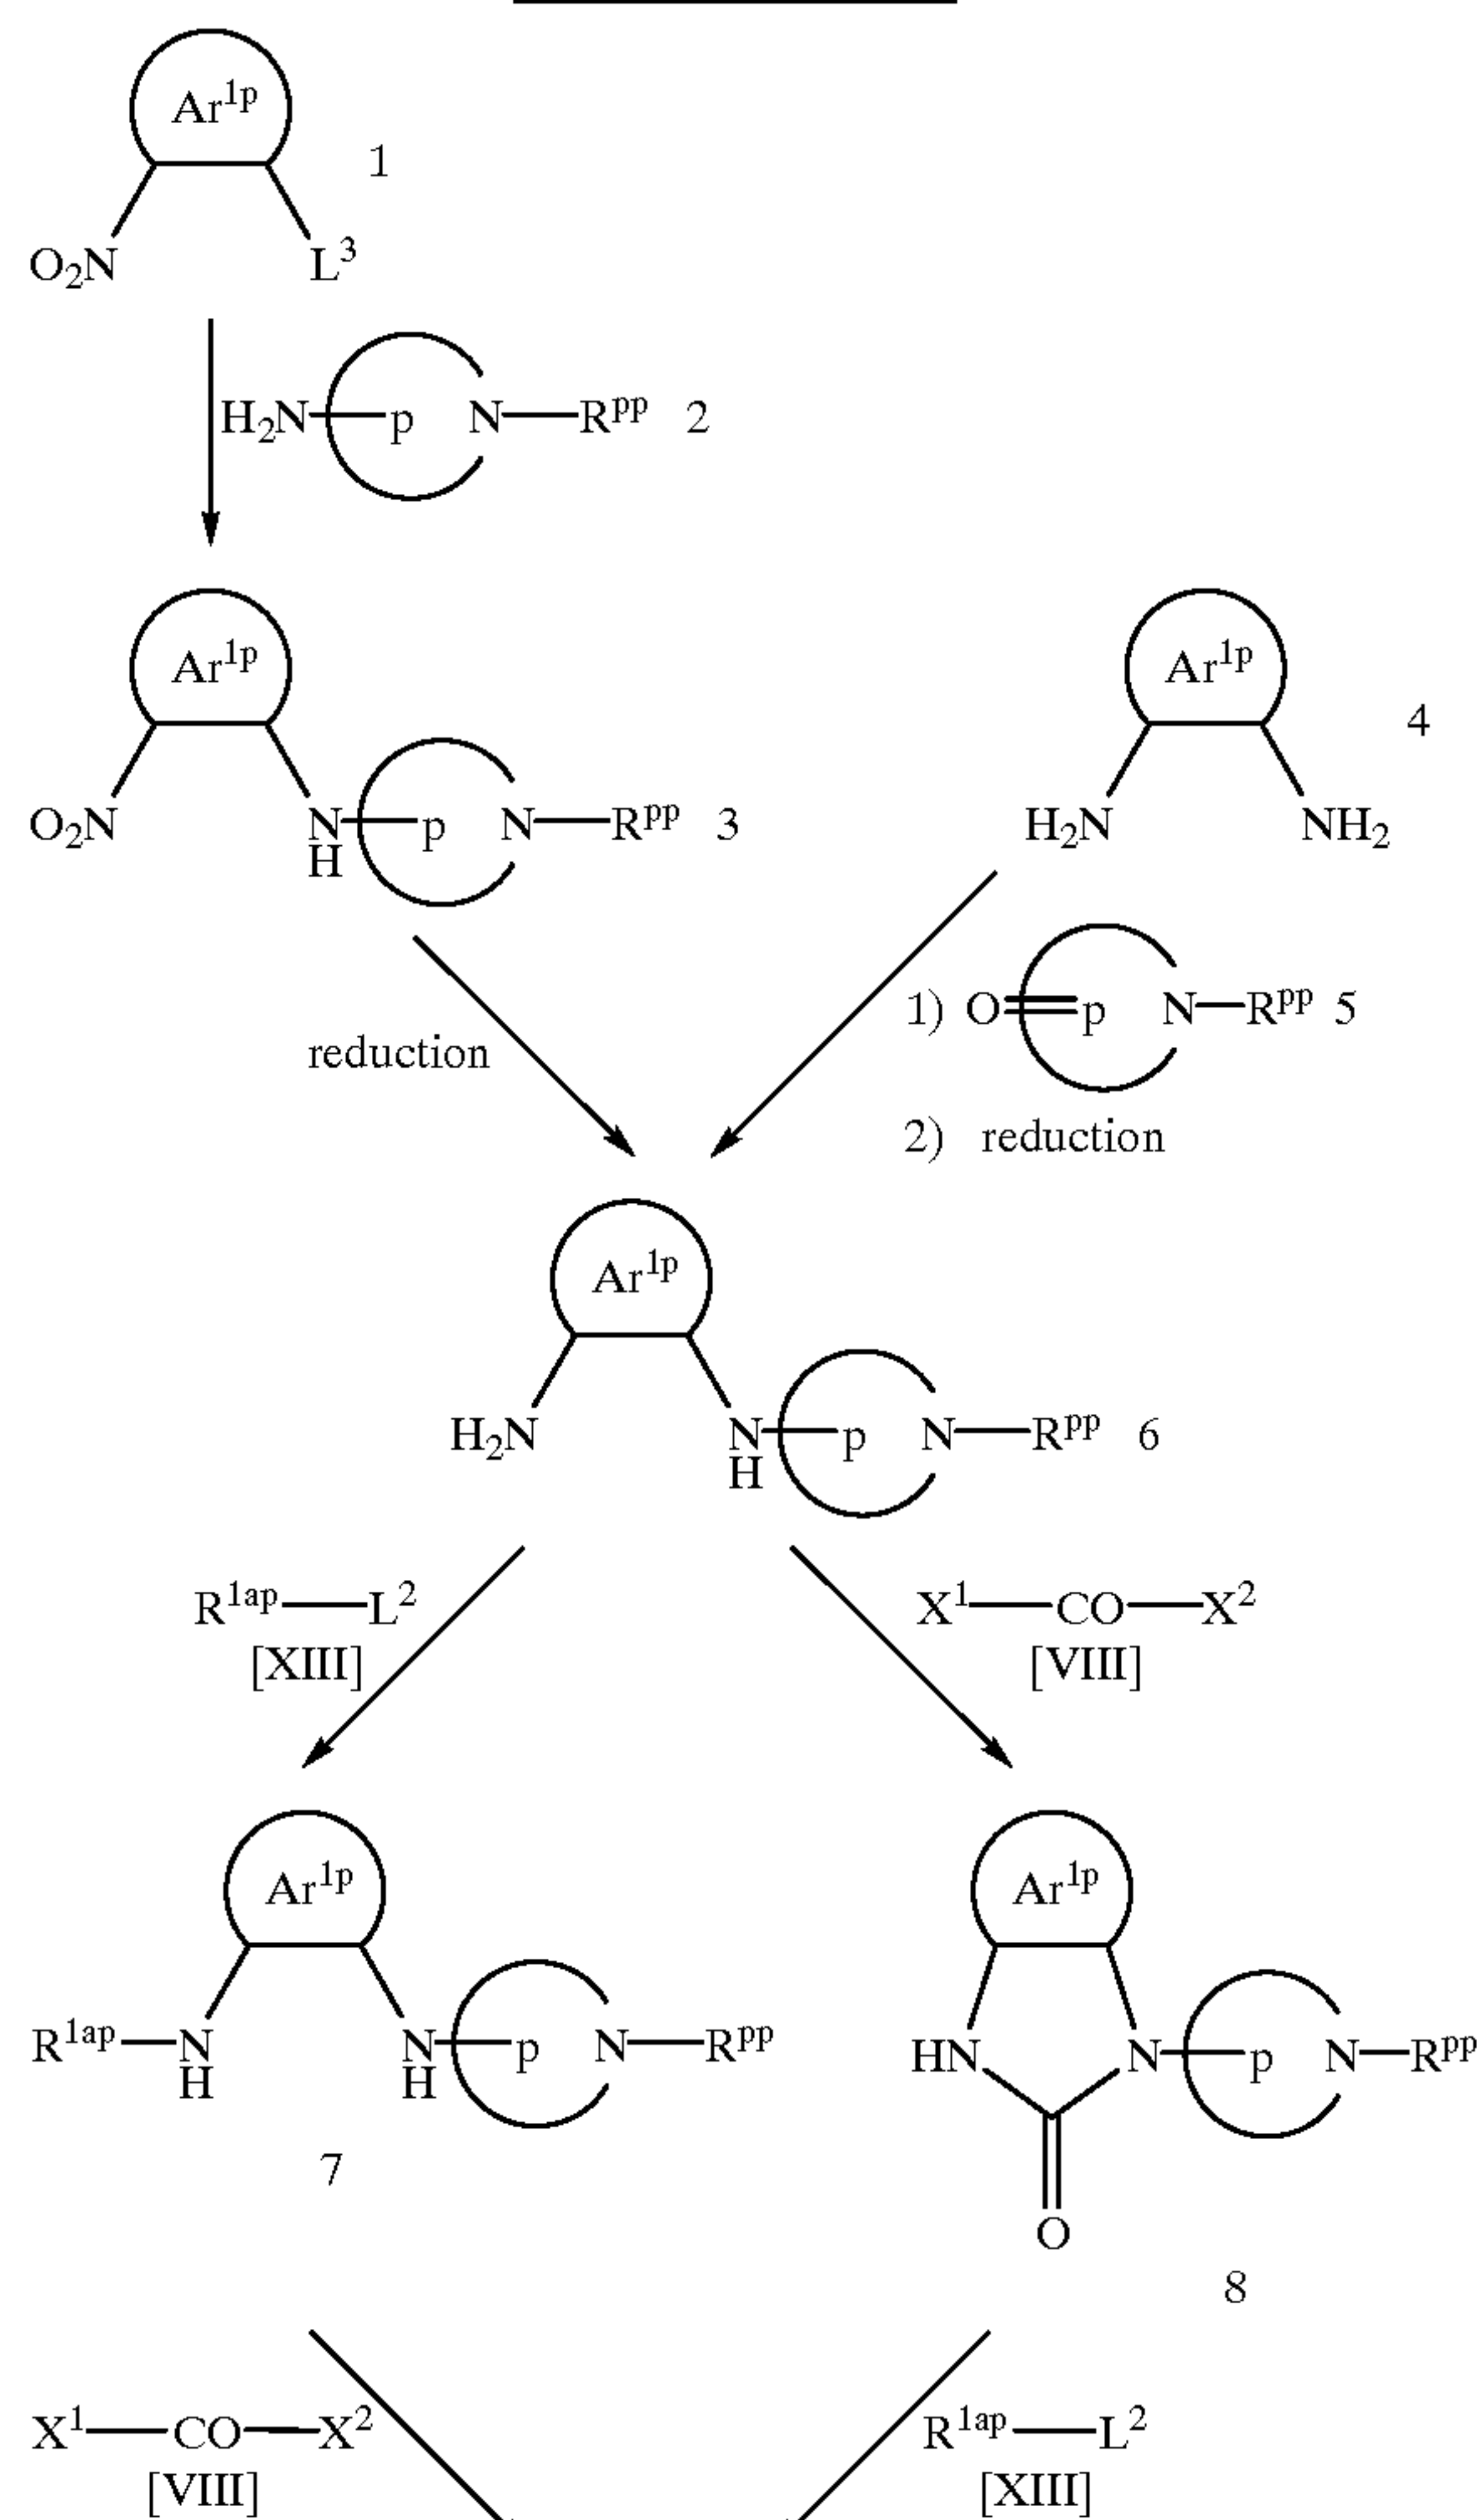 Ar1p
1
O2N
L3
H2N p N Rpp 2
Ar1p
Ar1p
4
O2N
N
H
p N Rpp 3
H2N
NH2
1) O p N Rpp 5
reduction
2) reduction
Ar1p
H2N
N
H
p N Rpp 6
R1ap L2
[XIII]
X1 CO X2
[VIII]
Ar1p
Ar1p
R1ap N
H
N
H
p N Rpp
HN
N p N Rpp
7
O
8
X1 CO X2
[VIII]
R1ap L2
[XIII]